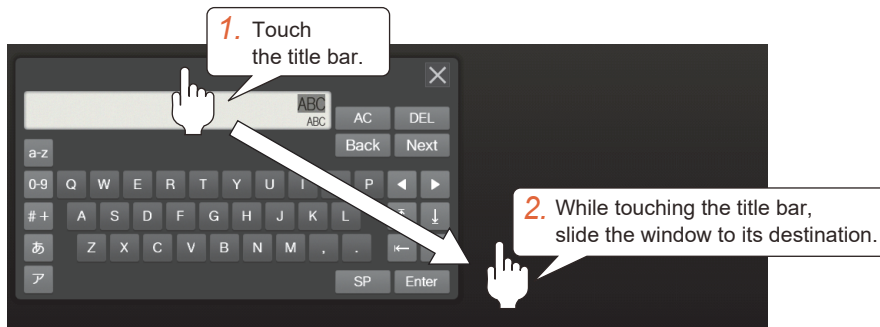 1. Touch
the title bar.
ABC
ABC
AC DEL
Back Next
a-z
0-9 Q W E R T Y U I P ◀ ▶
#+ A S D F G H J K L
あ Z X C V B N M , .
ア SP Enter
2. While touching the title bar,
slide the window to its destination.